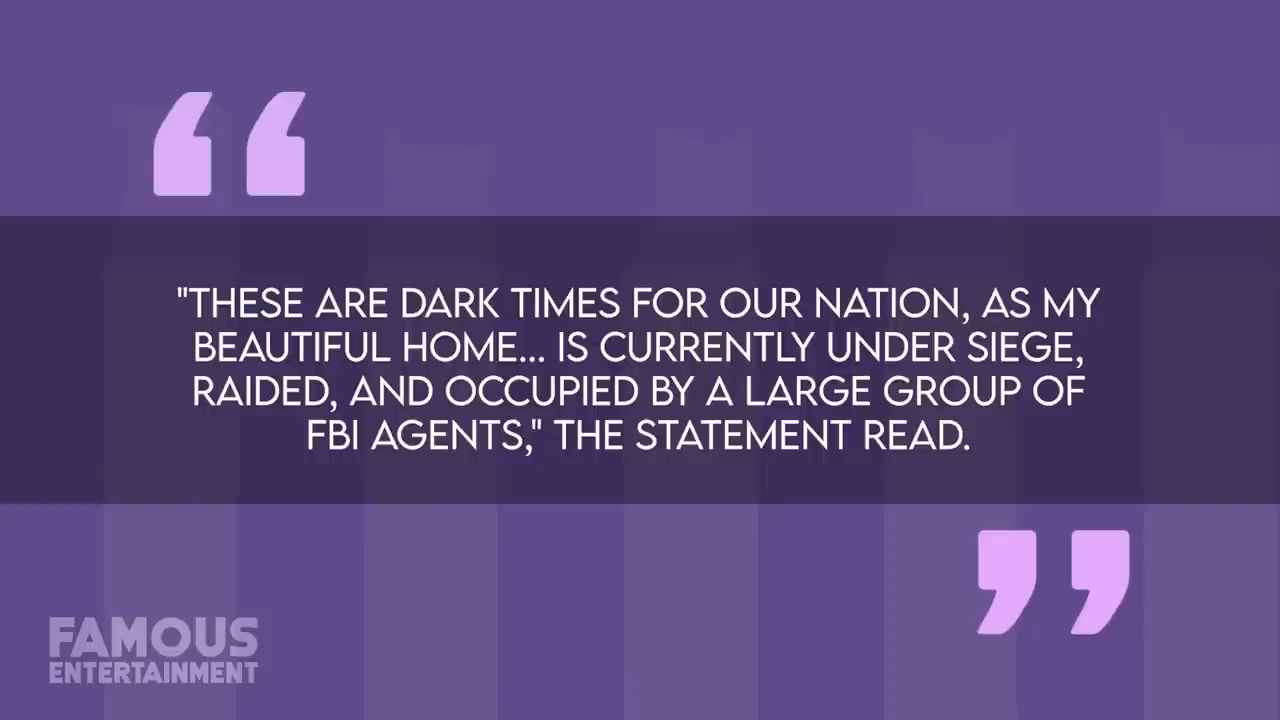 "THESE ARE DARK TIMES FOR OUR NATION, AS MY
BEAUTIFUL HOME... IS CURRENTLY UNDER SIEGE,
RAIDED, AND OCCUPIED BY A LARGE GROUP OF
FBI AGENTS," THE STATEMENT READ.
FAMOUS
ENTERTAINMENT